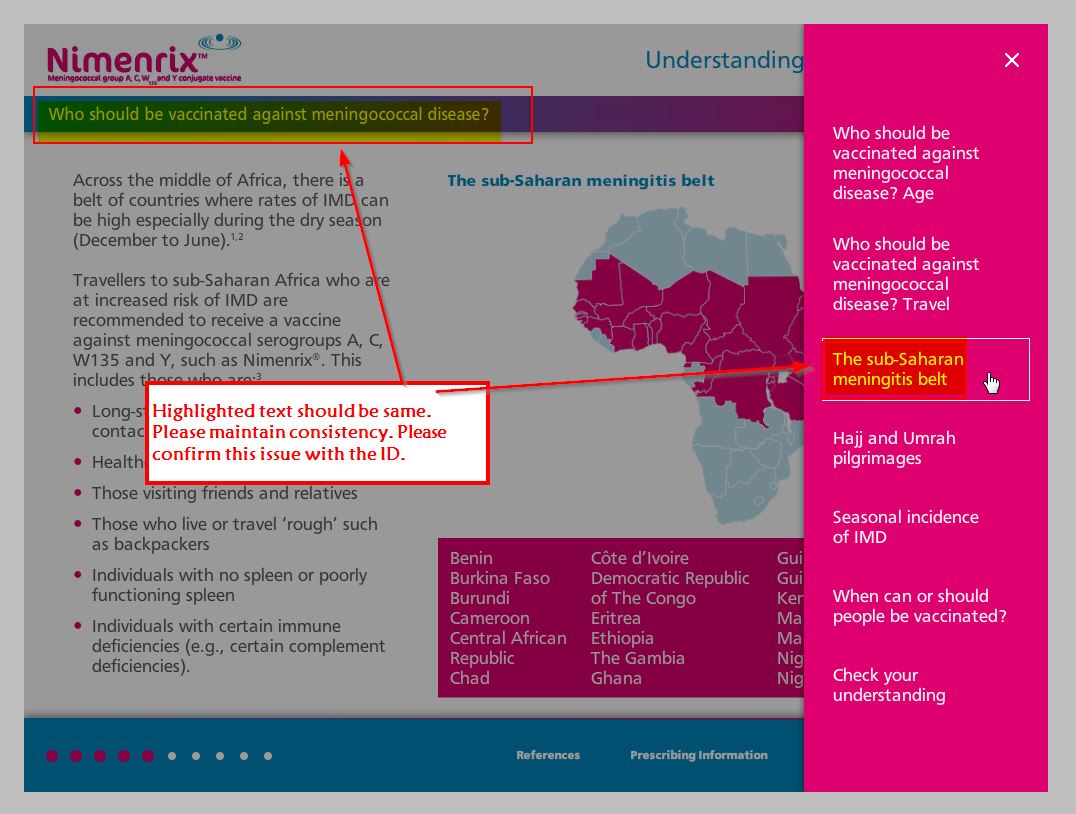 Nimenrix™
Meningococcal group A, C, W135 and Y conjugate vaccine
Understanding
Who should be vaccinated against meningococcal disease?
Across the middle of Africa, there is a
belt of countries where rates of IMD can
be high especially during the dry season
(December to June).1,2
Travellers to sub-Saharan Africa who are
at increased risk of IMD are
recommended to receive a vaccine
against meningococcal serogroups A, C,
W135 and Y, such as Nimenrix®. This
includes those who are:3
• Long-st
contac
• Health
• Those visiting friends and relatives
• Those who live or travel ‘rough’ such
as backpackers
• Individuals with no spleen or poorly
functioning spleen
• Individuals with certain immune
deficiencies (e.g., certain complement
deficiencies).
Highlighted text should be same.
Please maintain consistency. Please
confirm this issue with the ID.
The sub-Saharan meningitis belt
Benin
Burkina Faso
Burundi
Cameroon
Central African
Republic
Chad
Côte d’Ivoire
Democratic Republic
of The Congo
Eritrea
Ethiopia
The Gambia
Ghana
Gui
Gui
Ken
Ma
Ma
Nig
Nig
References
Prescribing Information
Who should be
vaccinated against
meningococcal
disease? Age
Who should be
vaccinated against
meningococcal
disease? Travel
The sub-Saharan
meningitis belt
Hajj and Umrah
pilgrimages
Seasonal incidence
of IMD
When can or should
people be vaccinated?
Check your
understanding